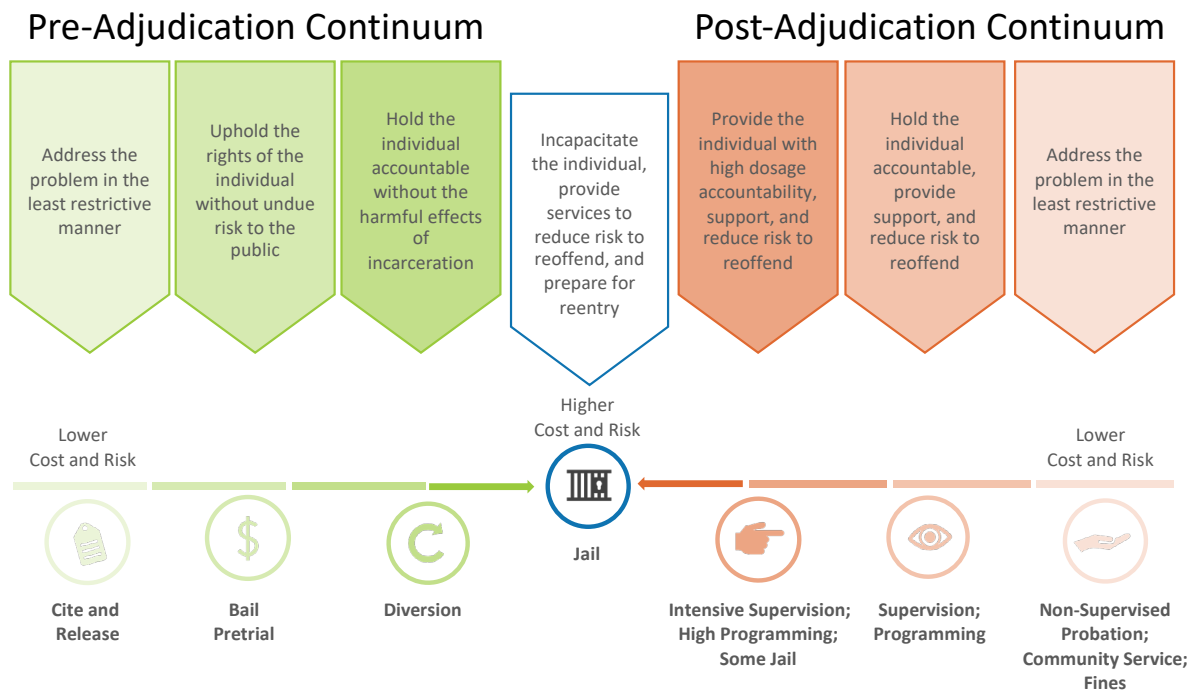 Pre-Adjudication Continuum
Post-Adjudication Continuum
Address the
problem in the
least restrictive
manner
Uphold the
rights of the
individual
without undue
risk to the
public
Hold the
individual
accountable
without the
harmful effects
of
incarceration
Incapacitate
the individual,
provide
services to
reduce risk to
reoffend, and
prepare for
reentry
Provide the
individual with
high dosage
accountability,
support, and
reduce risk to
reoffend
Hold the
individual
accountable,
provide
support, and
reduce risk to
reoffend
Address the
problem in the
least restrictive
manner
Lower
Cost and Risk
Higher
Cost and Risk
Lower
Cost and Risk
$
Cite and
Release
Bail
Pretrial
Diversion
Jail
Intensive Supervision;
High Programming;
Some Jail
Supervision;
Programming
Non-Supervised
Probation;
Community Service;
Fines